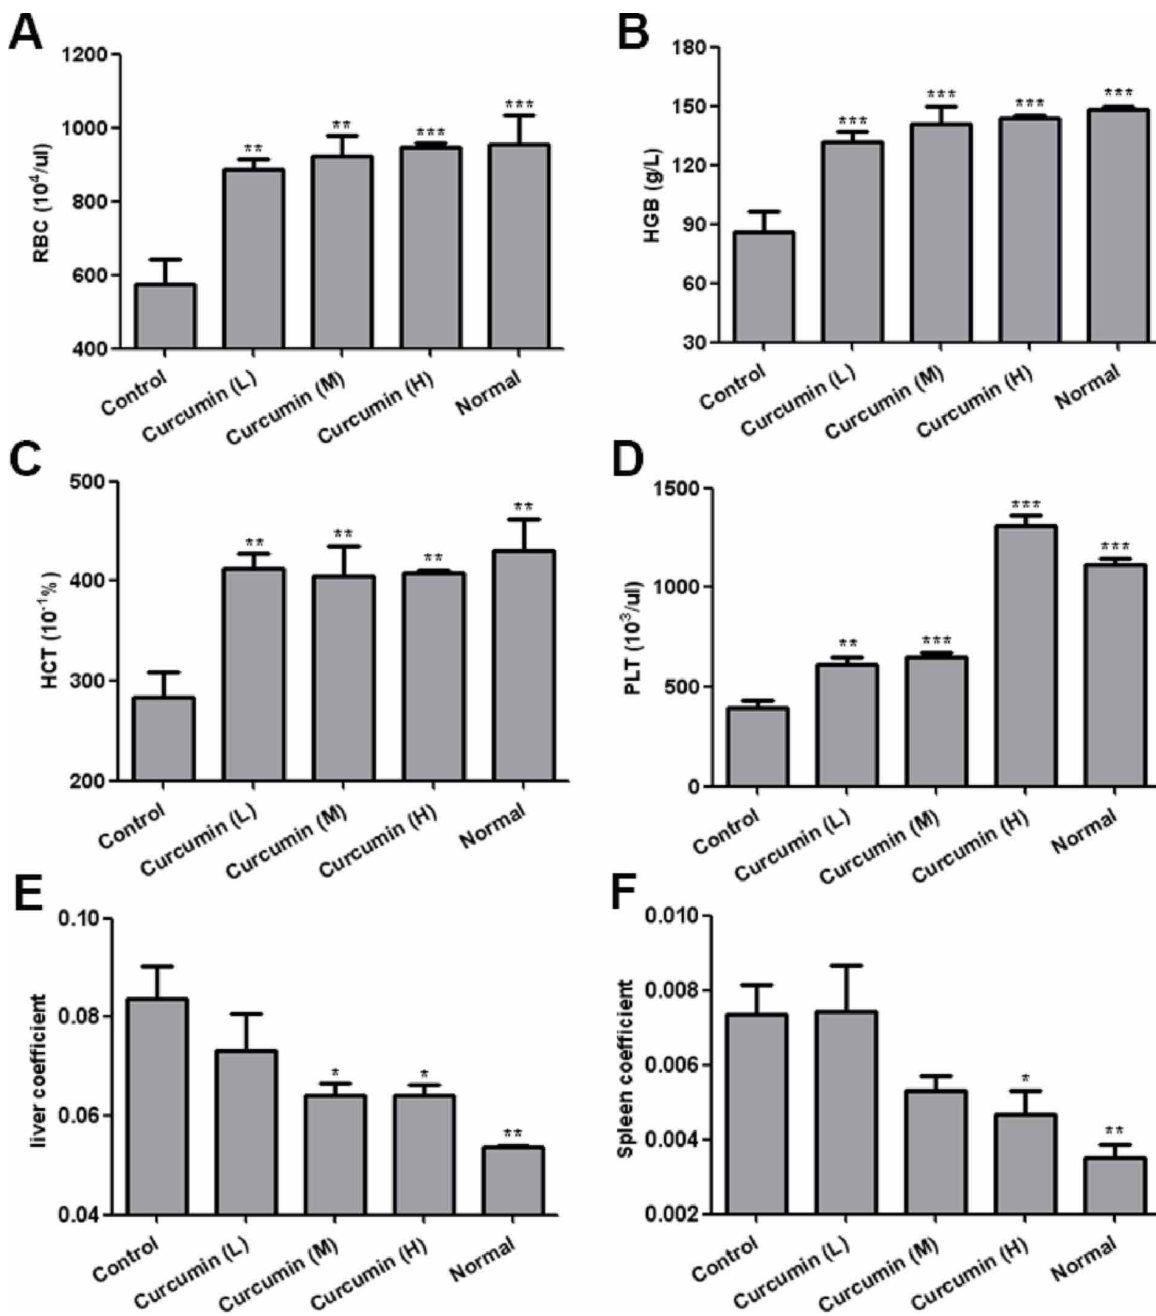 A
RBC (10⁴/ul)
1200
1000
800
600
400
**
**
***
***
Control
Curcumin (L)
Curcumin (M)
Curcumin (H)
Normal
B
HGB (g/L)
180
150
120
90
60
30
***
***
***
***
Control
Curcumin (L)
Curcumin (M)
Curcumin (H)
Normal
C
HCT (10⁻¹%)
500
400
300
200
**
**
**
**
Control
Curcumin (L)
Curcumin (M)
Curcumin (H)
Normal
D
PLT (10³/ul)
1500
1000
500
0
**
***
***
***
Control
Curcumin (L)
Curcumin (M)
Curcumin (H)
Normal
E
liver coefficient
0.10
0.08
0.06
0.04
*
*
**
Control
Curcumin (L)
Curcumin (M)
Curcumin (H)
Normal
F
Spleen coefficient
0.010
0.008
0.006
0.004
0.002
*
**
Control
Curcumin (L)
Curcumin (M)
Curcumin (H)
Normal